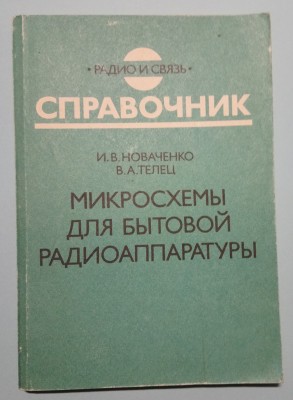 • РАДИО И СВЯЗЬ •
СПРАВОЧНИК
И.В.НОВАЧЕНКО
В.А.ТЕЛЕЦ
МИКРОСХЕМЫ
ДЛЯ БЫТОВОЙ
РАДИОАППАРАТУРЫ